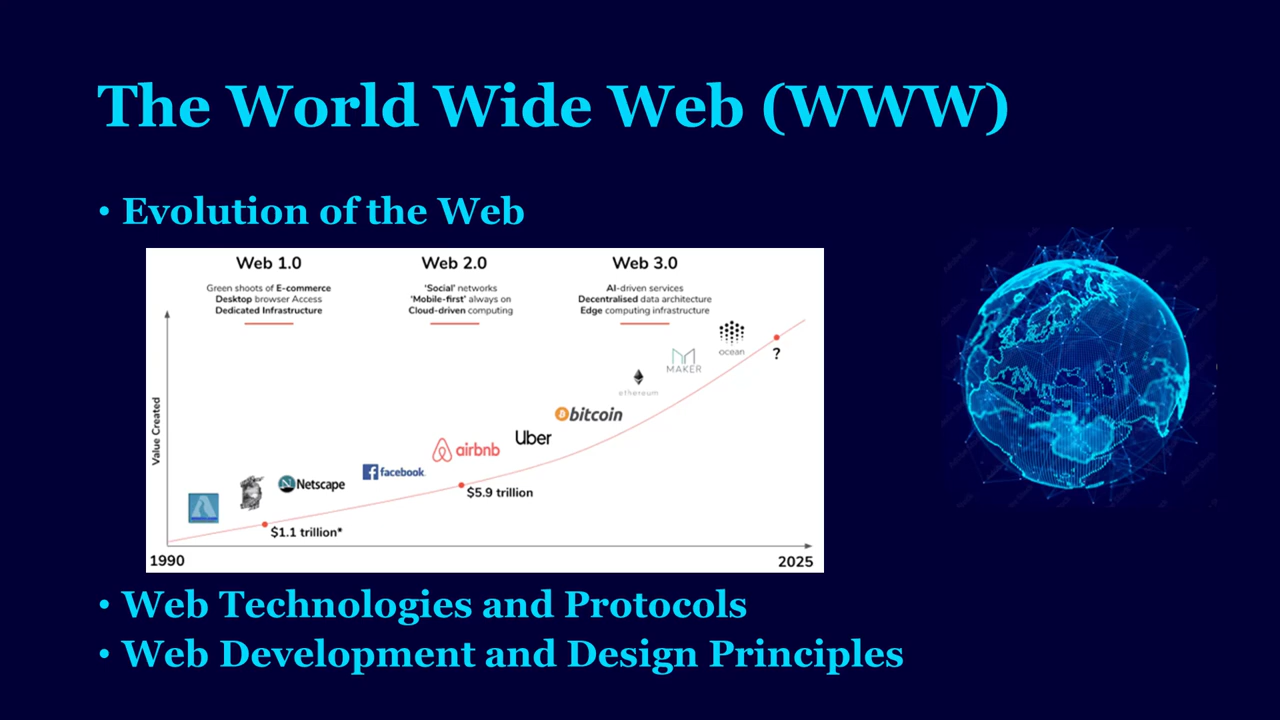 The World Wide Web (WWW)
• Evolution of the Web
Web 1.0
Green shoots of E-commerce
Desktop browser Access
Dedicated Infrastructure
Web 2.0
'Social' networks
'Mobile-first' always on
Cloud-driven computing
Web 3.0
AI-driven services
Decentralised data architecture
Edge computing infrastructure
ocean
?
MAKER
ethereum
bitcoin
Uber
airbnb
facebook.
Netscape
$5.9 trillion
$1.1 trillion*
Value Created
1990
2025
• Web Technologies and Protocols
• Web Development and Design Principles